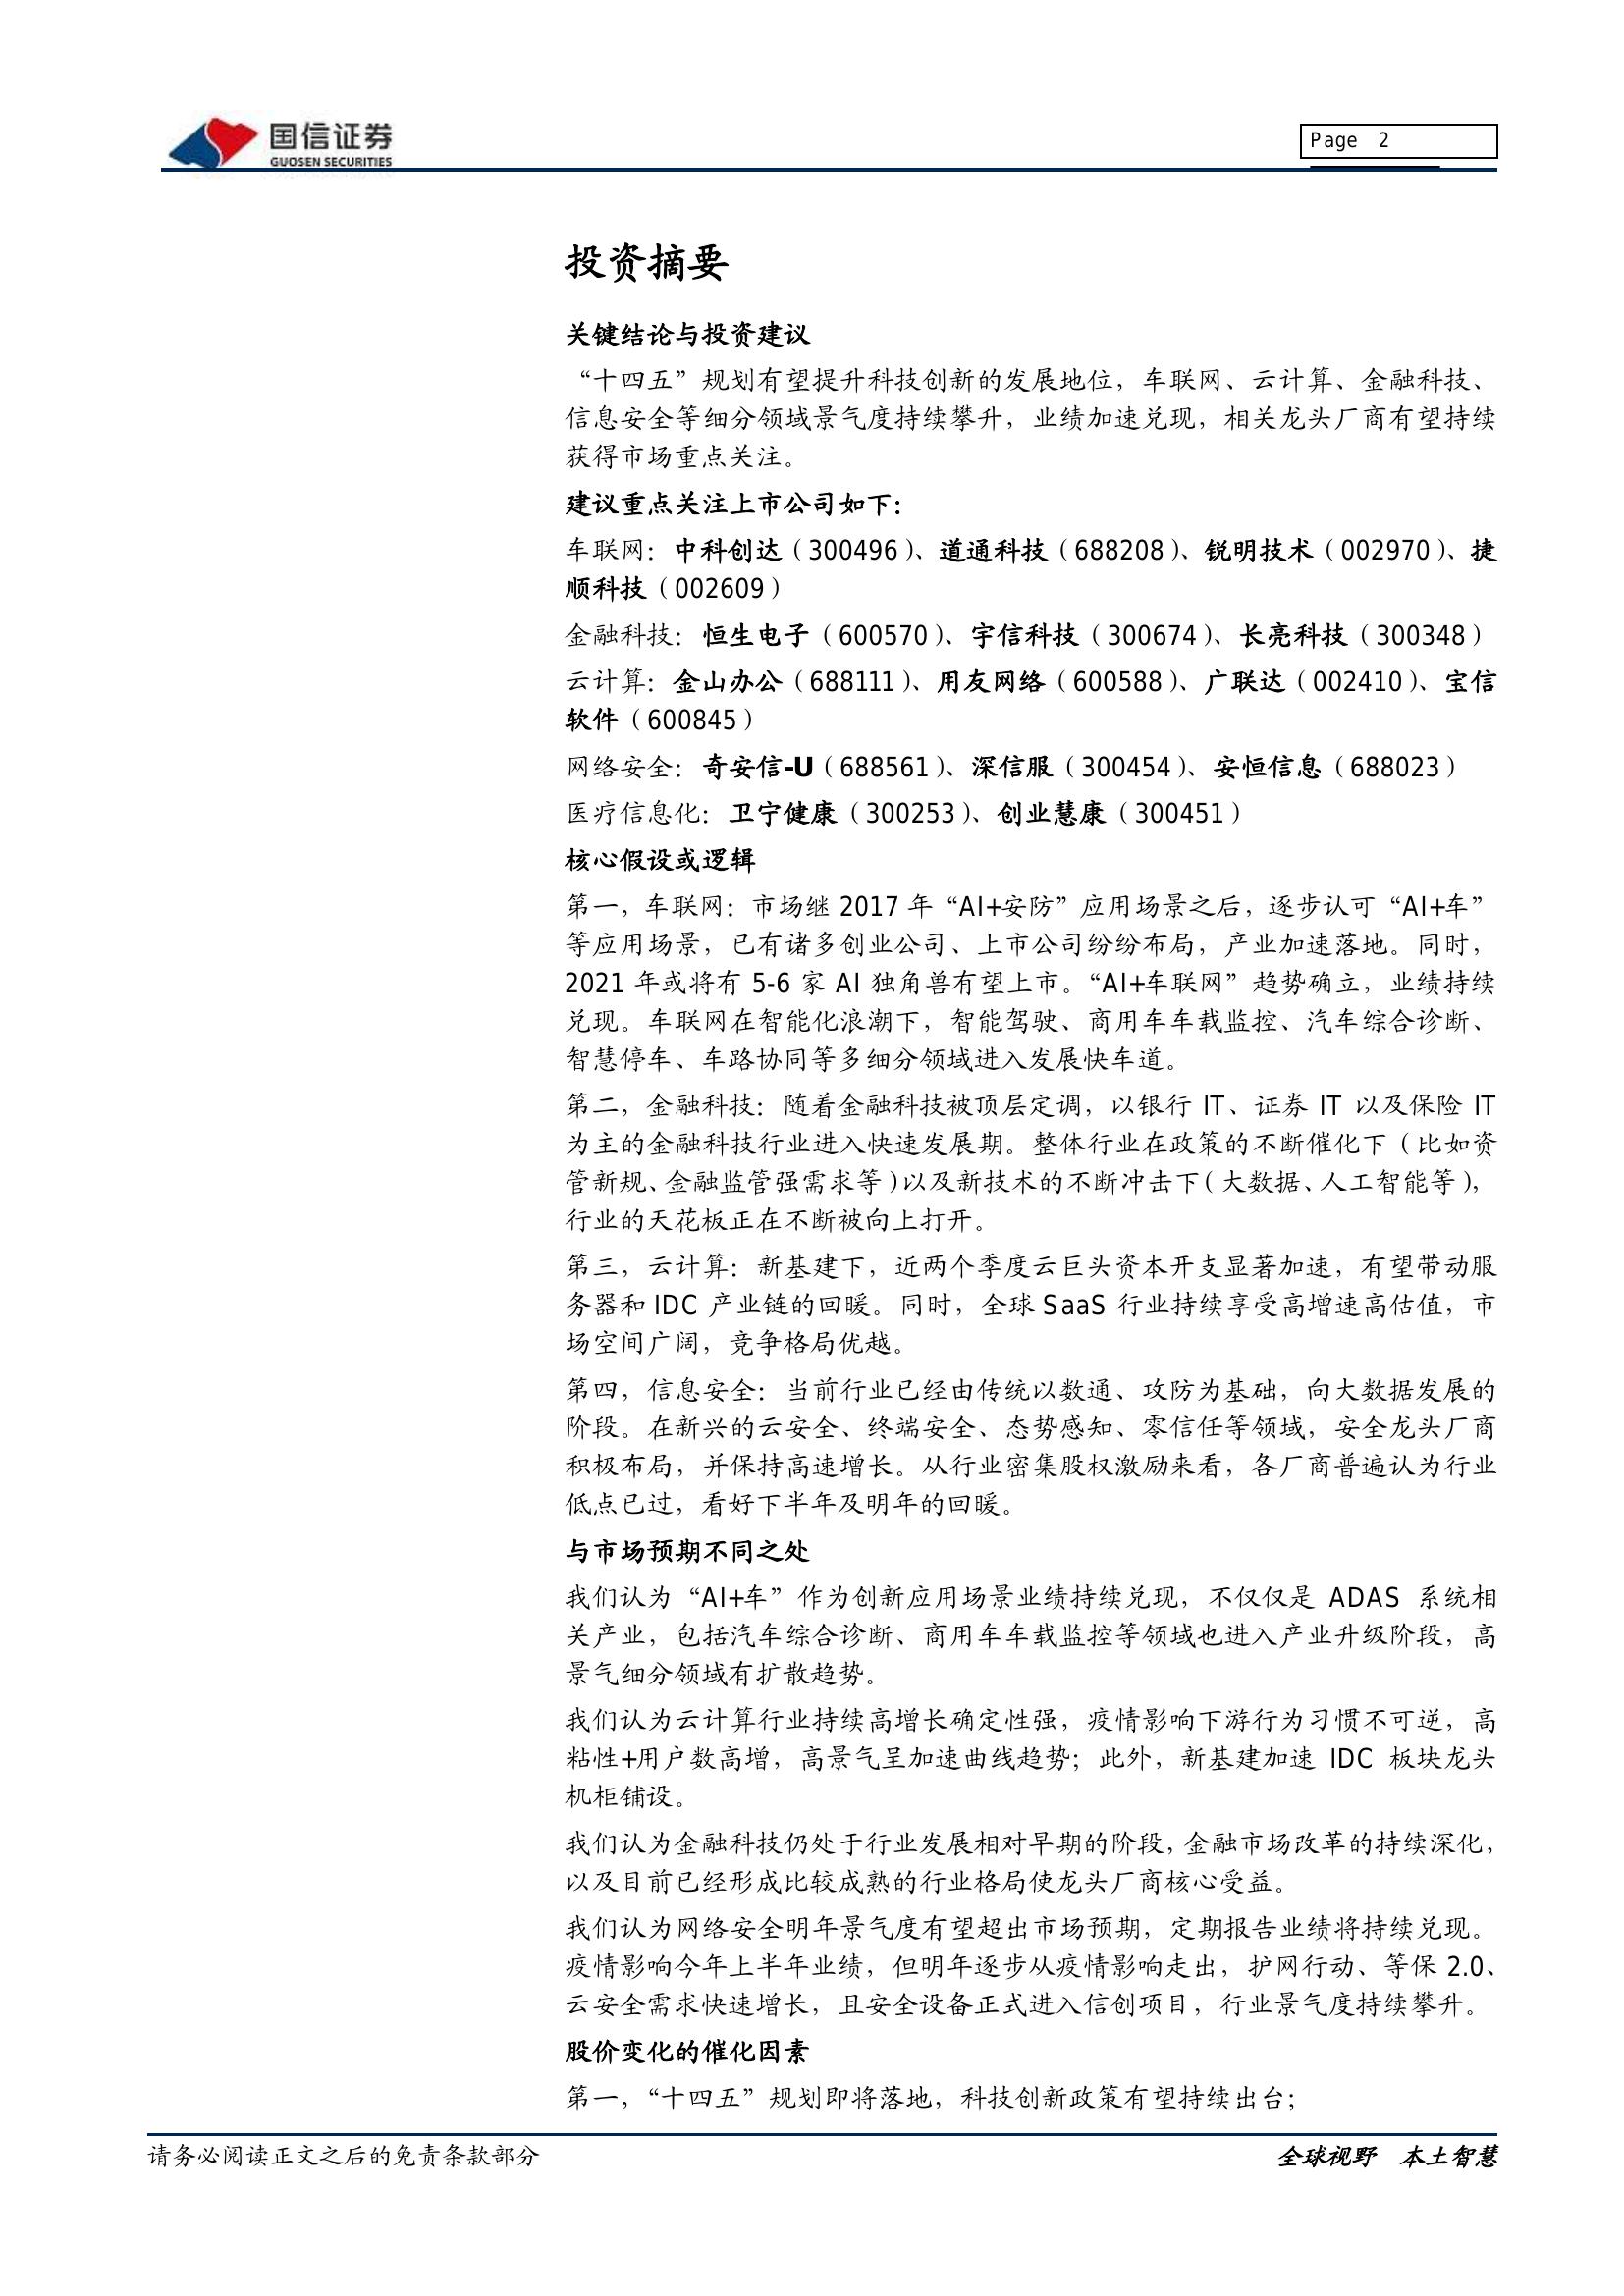 国信证券
GUOSEN SECURITIES
Page 2
投资摘要
关键结论与投资建议
“十四五”规划有望提升科技创新的发展地位，车联网、云计算、金融科技、
信息安全等细分领域景气度持续攀升，业绩加速兑现，相关龙头厂商有望持续
获得市场重点关注。
建议重点关注上市公司如下：
车联网：中科创达（300496）、道通科技（688208）、锐明技术（002970）、捷
顺科技（002609）
金融科技：恒生电子（600570）、宇信科技（300674）、长亮科技（300348）
云计算：金山办公（688111）、用友网络（600588）、广联达（002410）、宝信
软件（600845）
网络安全：奇安信-U（688561）、深信服（300454）、安恒信息（688023）
医疗信息化：卫宁健康（300253）、创业慧康（300451）
核心假设或逻辑
第一，车联网：市场继 2017 年“AI+安防”应用场景之后，逐步认可“AI+车”
等应用场景，已有诸多创业公司、上市公司纷纷布局，产业加速落地。同时，
2021 年或将有 5-6 家 AI 独角兽有望上市。“AI+车联网”趋势确立，业绩持续
兑现。车联网在智能化浪潮下，智能驾驶、商用车车载监控、汽车综合诊断、
智慧停车、车路协同等多细分领域进入发展快车道。
第二，金融科技：随着金融科技被顶层定调，以银行 IT、证券 IT 以及保险 IT
为主的金融科技行业进入快速发展期。整体行业在政策的不断催化下（比如资
管新规、金融监管强需求等）以及新技术的不断冲击下（大数据、人工智能等），
行业的天花板正在不断被向上打开。
第三，云计算：新基建下，近两个季度云巨头资本开支显著加速，有望带动服
务器和 IDC 产业链的回暖。同时，全球 SaaS 行业持续享受高增速高估值，市
场空间广阔，竞争格局优越。
第四，信息安全：当前行业已经由传统以数通、攻防为基础，向大数据发展的
阶段。在新兴的云安全、终端安全、态势感知、零信任等领域，安全龙头厂商
积极布局，并保持高速增长。从行业密集股权激励来看，各厂商普遍认为行业
低点已过，看好下半年及明年的回暖。
与市场预期不同之处
我们认为“AI+车”作为创新应用场景业绩持续兑现，不仅仅是 ADAS 系统相
关产业，包括汽车综合诊断、商用车车载监控等领域也进入产业升级阶段，高
景气细分领域有扩散趋势。
我们认为云计算行业持续高增长确定性强，疫情影响下游行为习惯不可逆，高
粘性+用户数高增，高景气呈加速曲线趋势；此外，新基建加速 IDC 板块龙头
机柜铺设。
我们认为金融科技仍处于行业发展相对早期的阶段，金融市场改革的持续深化，
以及目前已经形成比较成熟的行业格局使龙头厂商核心受益。
我们认为网络安全明年景气度有望超出市场预期，定期报告业绩将持续兑现。
疫情影响今年上半年业绩，但明年逐步从疫情影响走出，护网行动、等保 2.0、
云安全需求快速增长，且安全设备正式进入信创项目，行业景气度持续攀升。
股价变化的催化因素
第一，“十四五”规划即将落地，科技创新政策有望持续出台；
请务必阅读正文之后的免责条款部分
全球视野 本土智慧